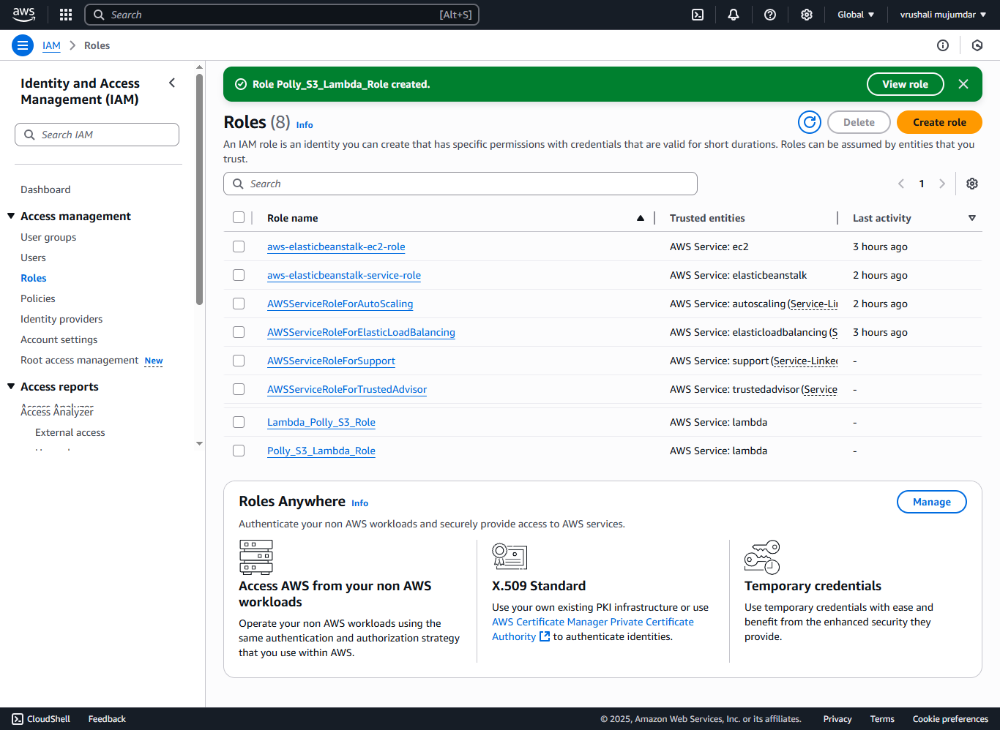 aws
Search
[Alt+S]
Global
vrushali mujumdar
IAM
Roles
Identity and Access
Management (IAM)
Search IAM
Dashboard
Access management
User groups
Users
Roles
Policies
Identity providers
Account settings
Root access management New
Access reports
Access Analyzer
External access
Role Polly_S3_Lambda_Role created.
View role
Roles (8) Info
Delete
Create role
An IAM role is an identity you can create that has specific permissions with credentials that are valid for short durations. Roles can be assumed by entities that you
trust.
Search
1
Role name Trusted entities Last activity
aws-elasticbeanstalk-ec2-role AWS Service: ec2 3 hours ago
aws-elasticbeanstalk-service-role AWS Service: elasticbeanstalk 2 hours ago
AWSServiceRoleForAutoScaling AWS Service: autoscaling (Service-Li 2 hours ago
AWSServiceRoleForElasticLoadBalancing AWS Service: elasticloadbalancing (S 3 hours ago
AWSServiceRoleForSupport AWS Service: support (Service-Linke -
AWSServiceRoleForTrustedAdvisor AWS Service: trustedadvisor (Service -
Lambda_Polly_S3_Role AWS Service: lambda -
Polly_S3_Lambda_Role AWS Service: lambda -
Roles Anywhere Info
Manage
Authenticate your non AWS workloads and securely provide access to AWS services.
Access AWS from your non AWS
workloads
Operate your non AWS workloads using the
same authentication and authorization strategy
that you use within AWS.
X.509 Standard
Use your own existing PKI infrastructure or use
AWS Certificate Manager Private Certificate
Authority to authenticate identities.
Temporary credentials
Use temporary credentials with ease and
benefit from the enhanced security they
provide.
CloudShell
Feedback
© 2025, Amazon Web Services, Inc. or its affiliates.
Privacy
Terms
Cookie preferences